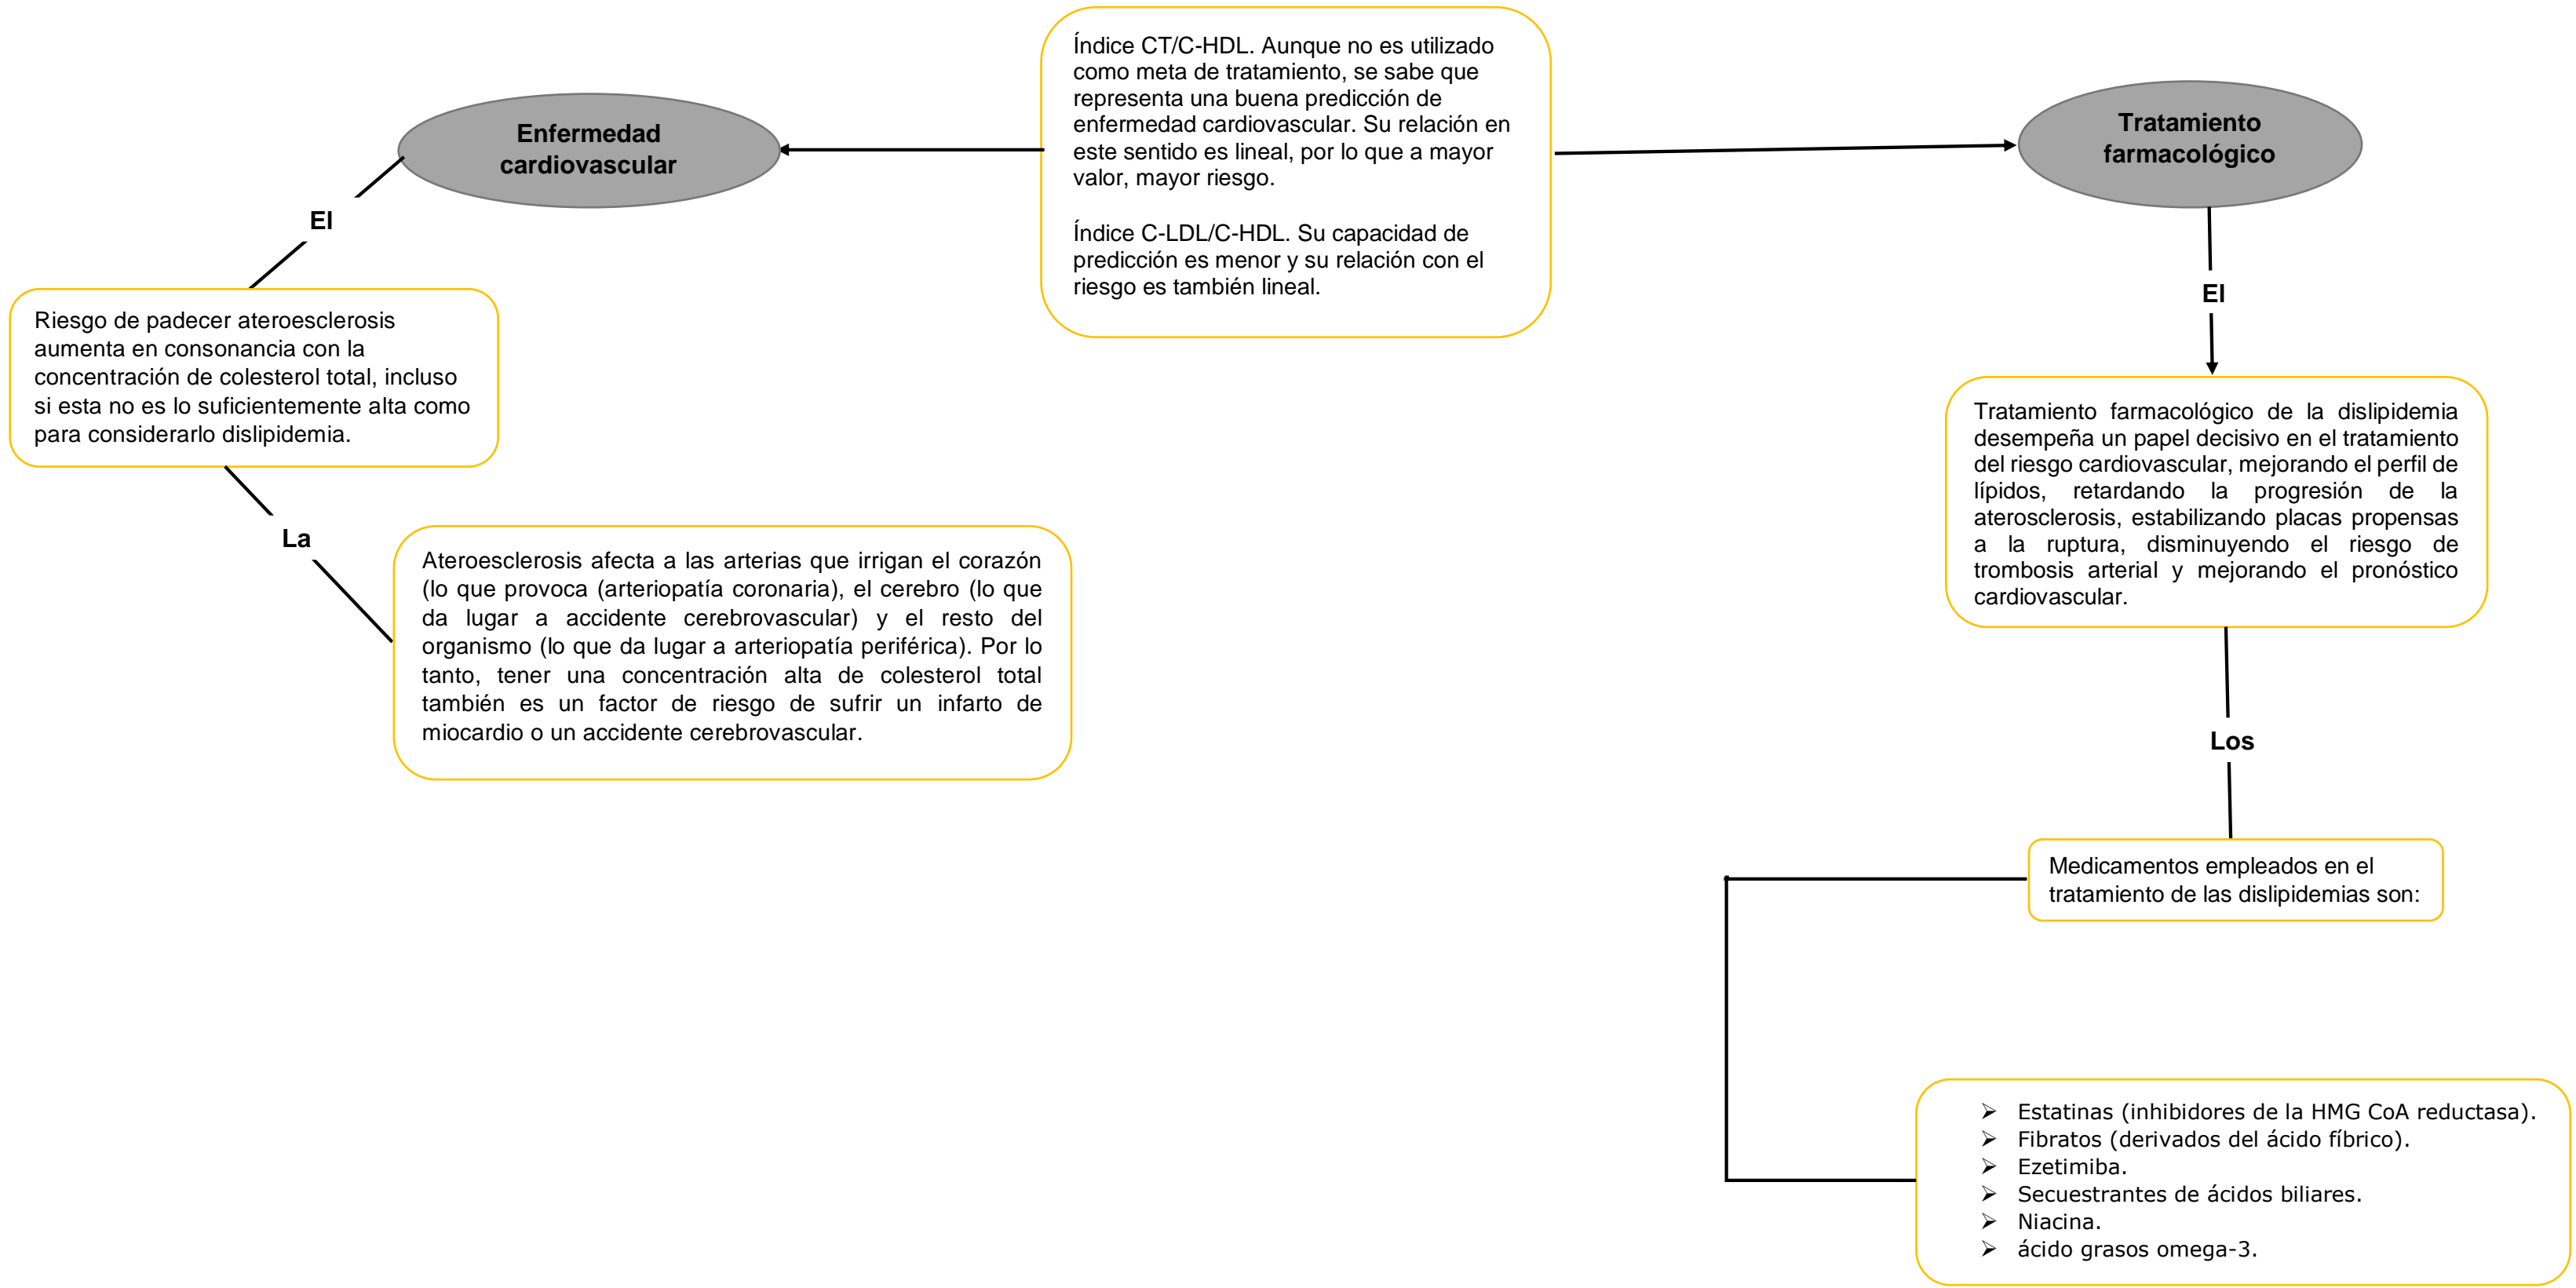 Índice CT/C-HDL. Aunque no es utilizado
como meta de tratamiento, se sabe que
representa una buena predicción de
enfermedad cardiovascular. Su relación en
este sentido es lineal, por lo que a mayor
valor, mayor riesgo.
Índice C-LDL/C-HDL. Su capacidad de
predicción es menor y su relación con el
riesgo es también lineal.
Enfermedad
cardiovascular
El
Riesgo de padecer ateroesclerosis
aumenta en consonancia con la
concentración de colesterol total, incluso
si esta no es lo suficientemente alta como
para considerarlo dislipidemia.
La
Ateroesclerosis afecta a las arterias que irrigan el corazón
(lo que provoca (arteriopatía coronaria), el cerebro (lo que
da lugar a accidente cerebrovascular) y el resto del
organismo (lo que da lugar a arteriopatía periférica). Por lo
tanto, tener una concentración alta de colesterol total
también es un factor de riesgo de sufrir un infarto de
miocardio o un accidente cerebrovascular.
Tratamiento
farmacológico
El
Tratamiento farmacológico de la dislipidemia
desempeña un papel decisivo en el tratamiento
del riesgo cardiovascular, mejorando el perfil de
lípidos, retardando la progresión de la
aterosclerosis, estabilizando placas propensas
a la ruptura, disminuyendo el riesgo de
trombosis arterial y mejorando el pronóstico
cardiovascular.
Los
Medicamentos empleados en el
tratamiento de las dislipidemias son:
➢ Estatinas (inhibidores de la HMG CoA reductasa).
➢ Fibratos (derivados del ácido fíbrico).
➢ Ezetimiba.
➢ Secuestrantes de ácidos biliares.
➢ Niacina.
➢ ácido grasos omega-3.